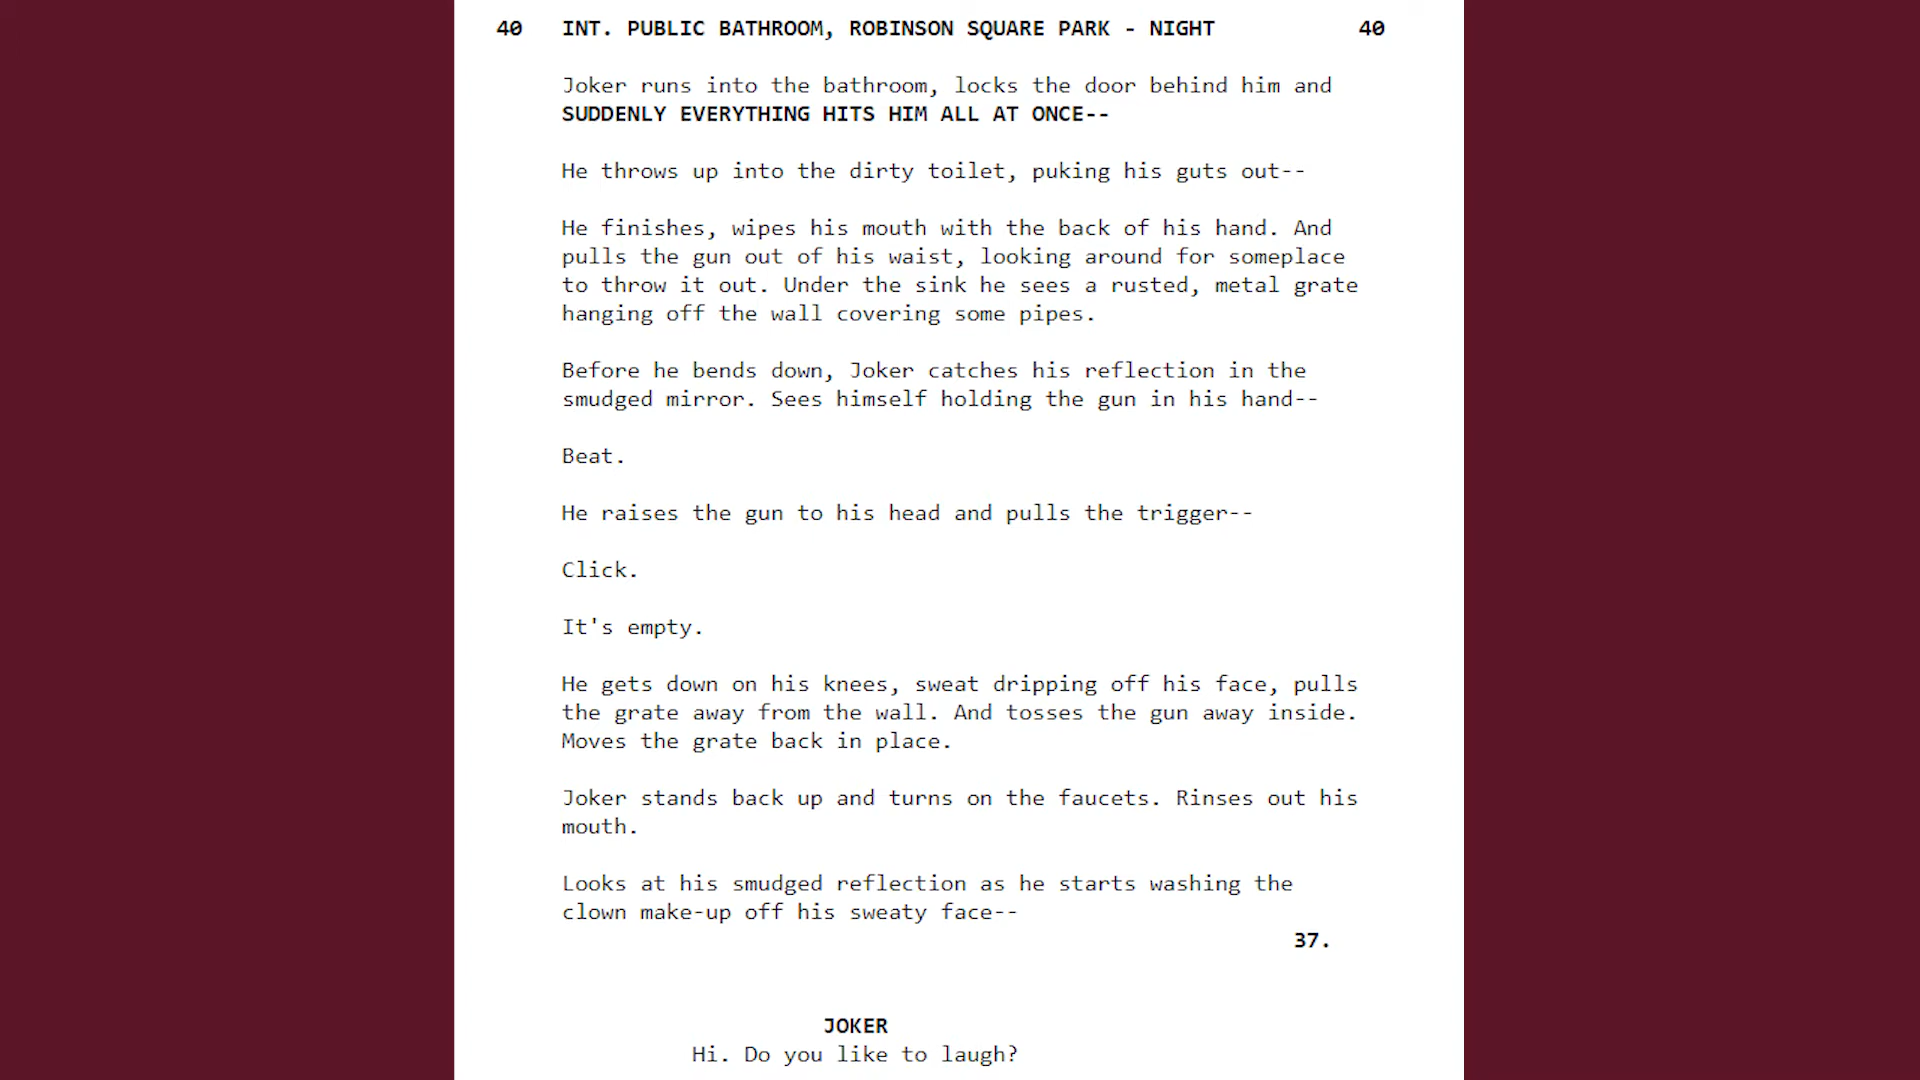 40 INT. PUBLIC BATHROOM, ROBINSON SQUARE PARK - NIGHT 40
Joker runs into the bathroom, locks the door behind him and
SUDDENLY EVERYTHING HITS HIM ALL AT ONCE--
He throws up into the dirty toilet, puking his guts out--
He finishes, wipes his mouth with the back of his hand. And
pulls the gun out of his waist, looking around for someplace
to throw it out. Under the sink he sees a rusted, metal grate
hanging off the wall covering some pipes.
Before he bends down, Joker catches his reflection in the
smudged mirror. Sees himself holding the gun in his hand--
Beat.
He raises the gun to his head and pulls the trigger--
Click.
It's empty.
He gets down on his knees, sweat dripping off his face, pulls
the grate away from the wall. And tosses the gun away inside.
Moves the grate back in place.
Joker stands back up and turns on the faucets. Rinses out his
mouth.
Looks at his smudged reflection as he starts washing the
clown make-up off his sweaty face--
37.
JOKER
Hi. Do you like to laugh?